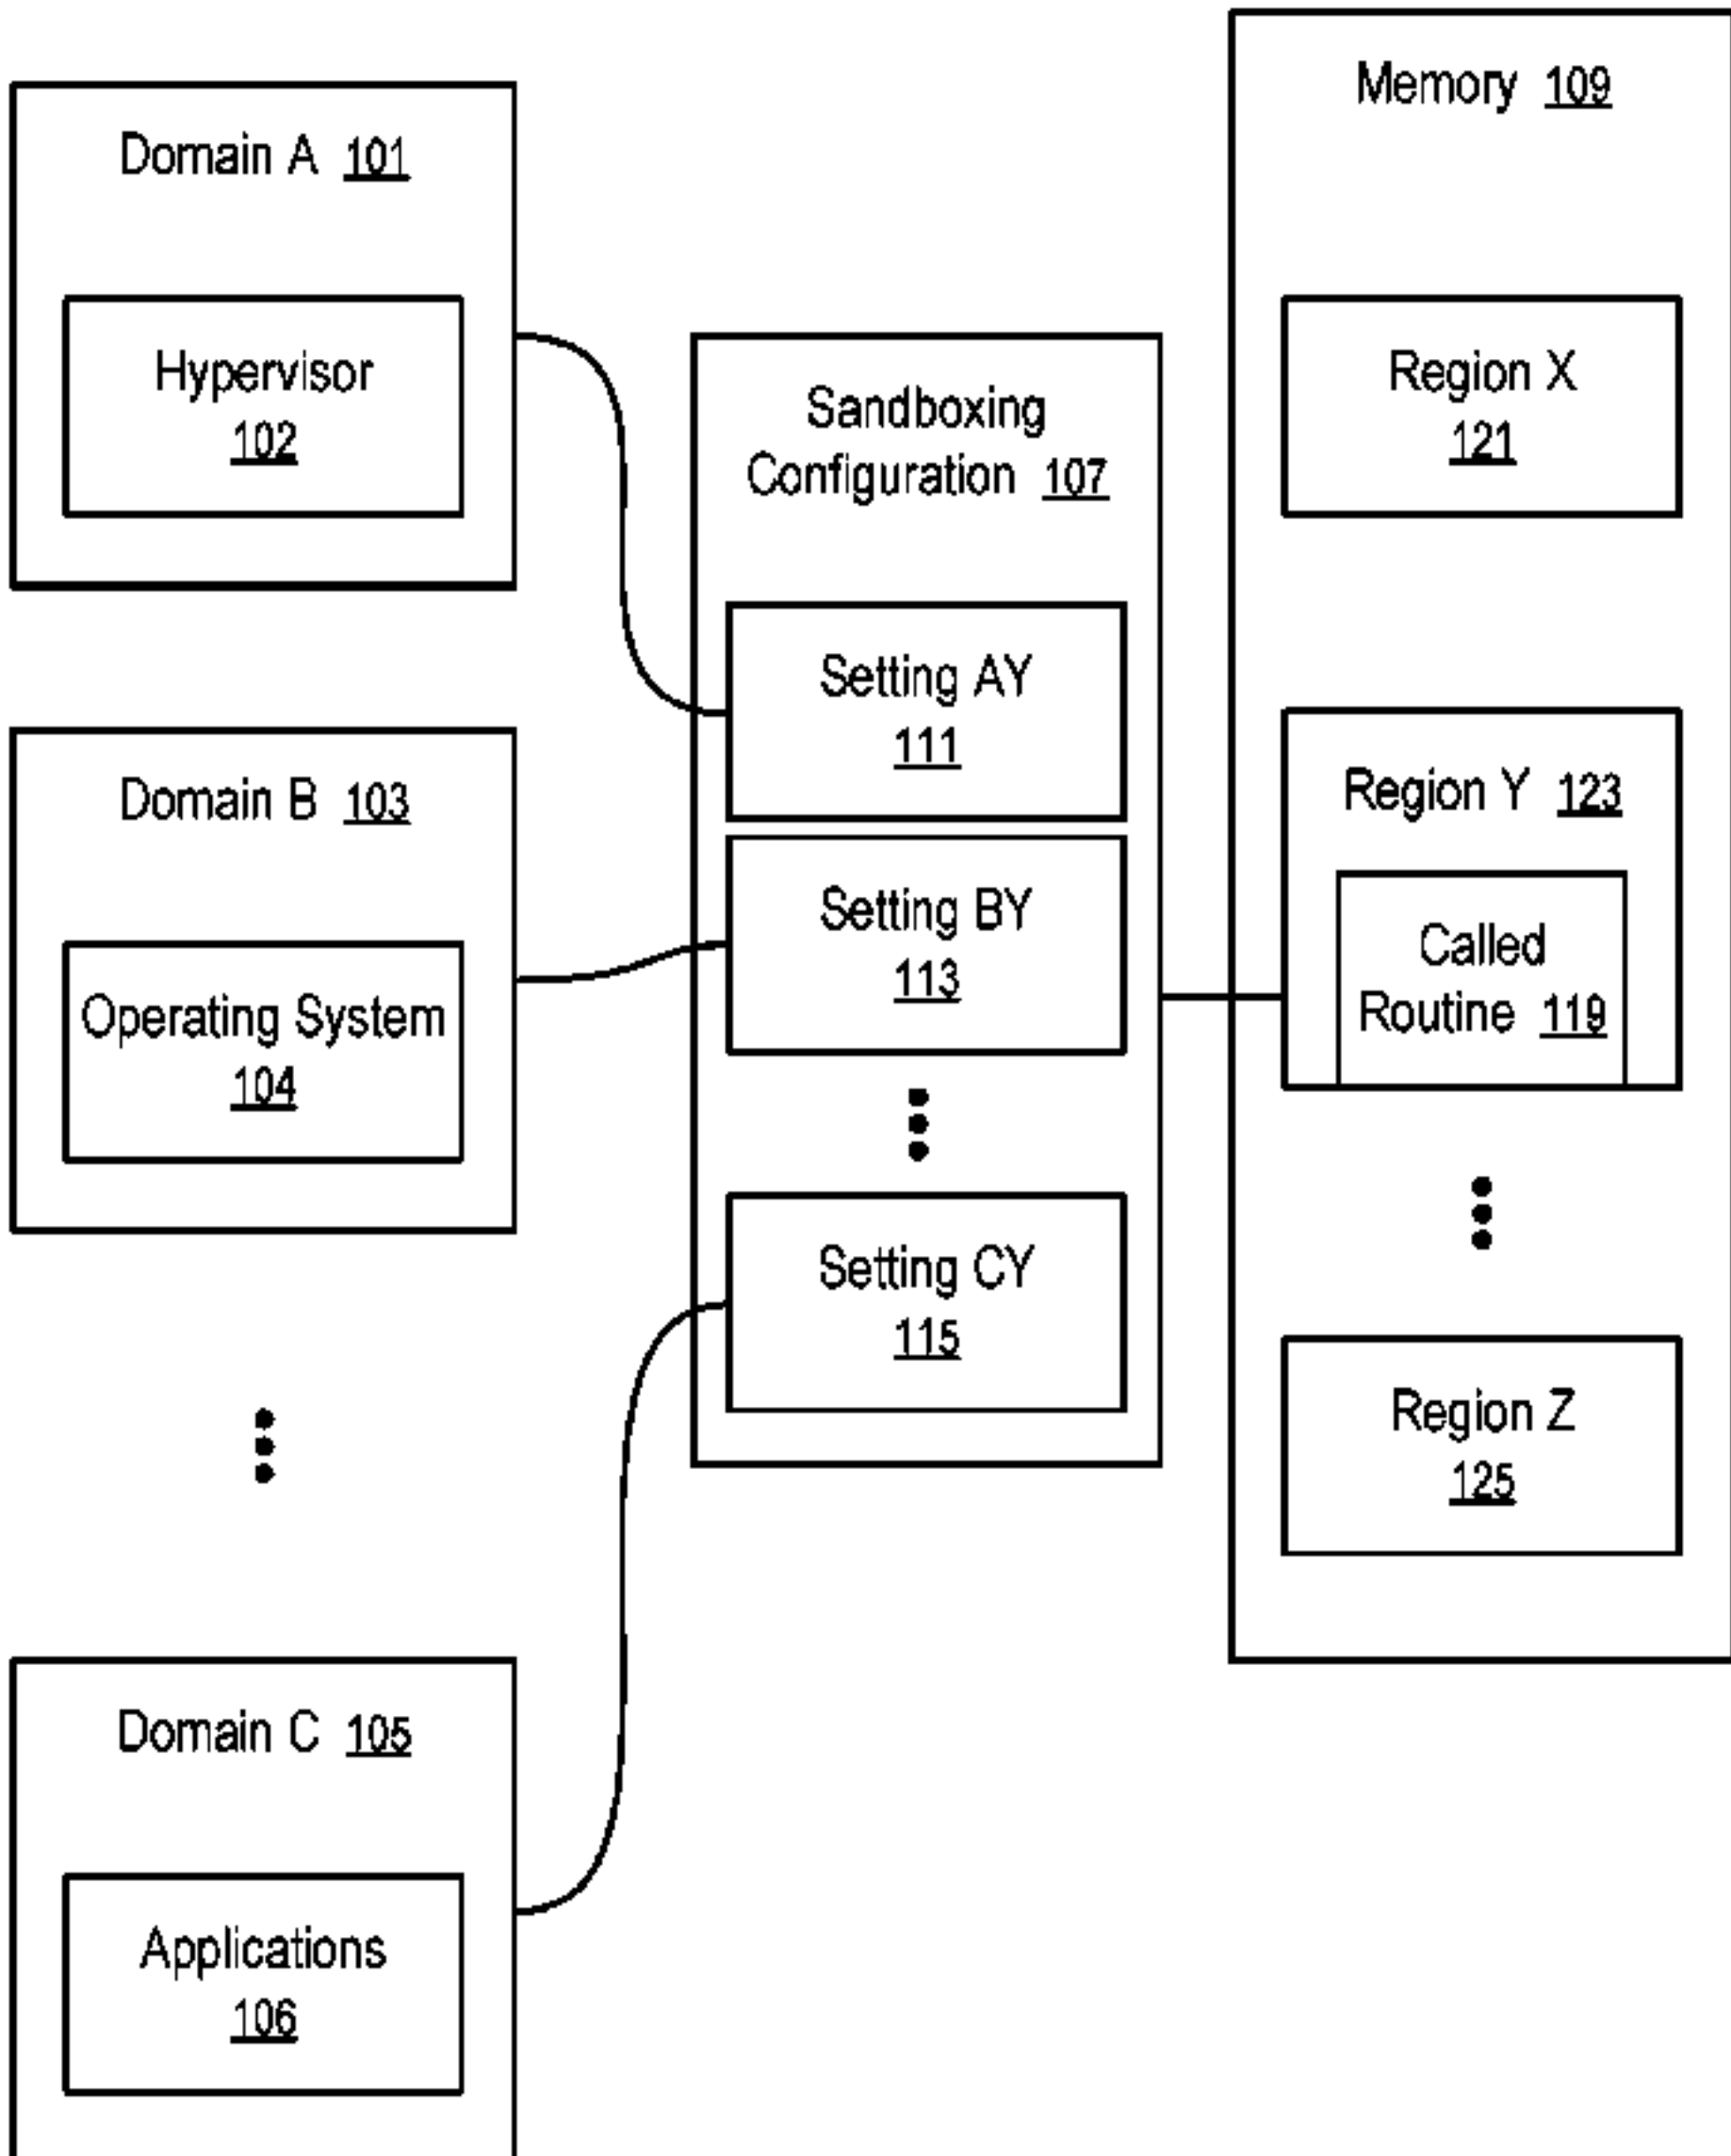 Domain A 101
Hypervisor
102
Domain B 103
Operating System
104
Domain C 105
Applications
106
Sandboxing
Configuration 107
Setting AY
111
Setting BY
113
Setting CY
115
Memory 109
Region X
121
Region Y 123
Called
Routine 119
Region Z
125